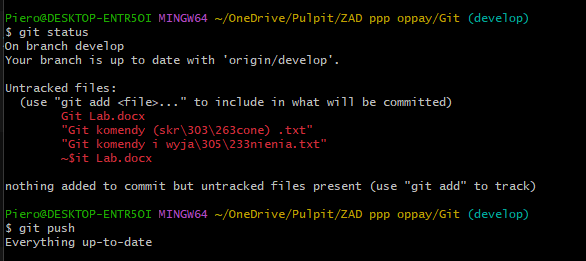 Piero@DESKTOP-ENTR5OI MINGW64 ~/OneDrive/Pulpit/ZAD ppp oppay/Git (develop)
$ git status
On branch develop
Your branch is up to date with 'origin/develop'.
Untracked files:
(use "git add <file>..." to include in what will be committed)
Git Lab.docx
"Git komendy (skr\303\263cone) .txt"
"Git komendy i wyja\305\233nienia.txt"
~$it Lab.docx
nothing added to commit but untracked files present (use "git add" to track)
Piero@DESKTOP-ENTR5OI MINGW64 ~/OneDrive/Pulpit/ZAD ppp oppay/Git (develop)
$ git push
Everything up-to-date